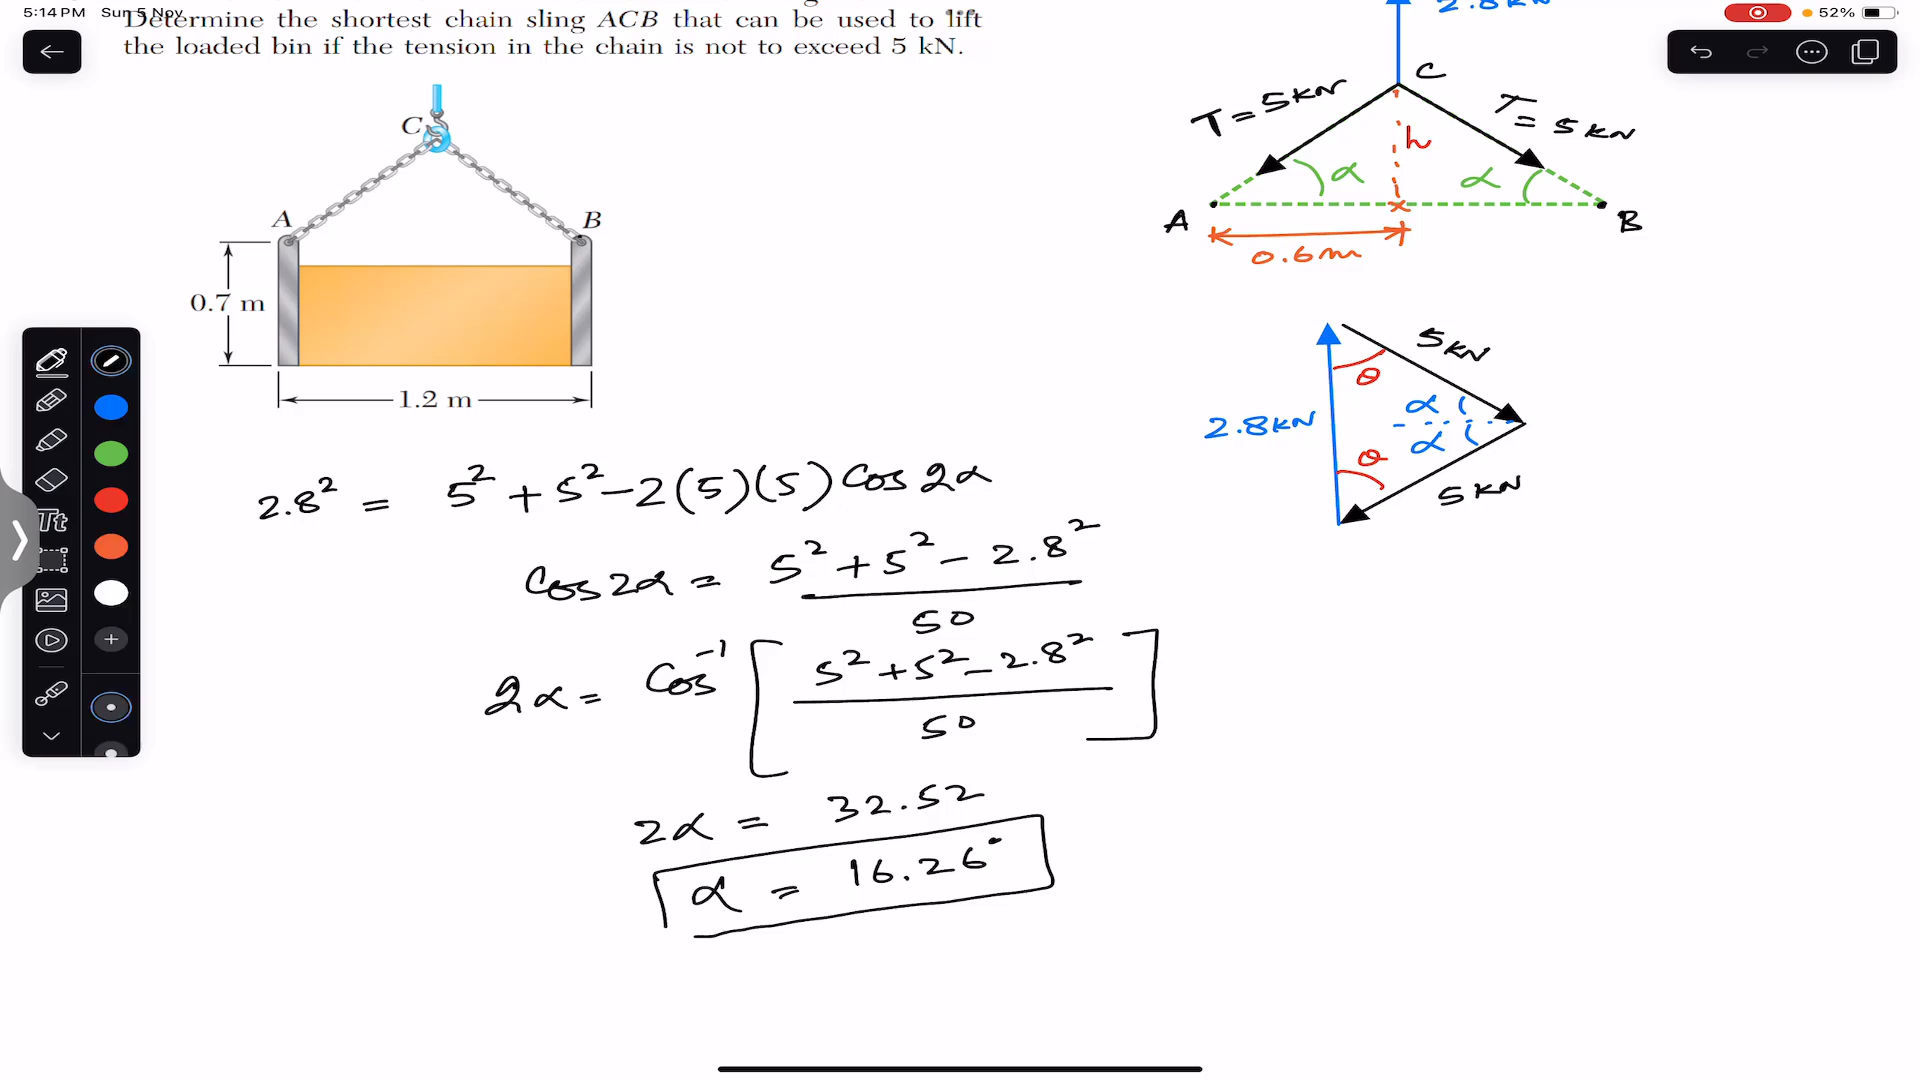 5:14 PM Sun 5 Nov
52%
Determine the shortest chain sling ACB that can be used to lift
the loaded bin if the tension in the chain is not to exceed 5 kN.
C
A
B
0.7 m
1.2 m
2.8kN
C
T = 5kN
T = 5kN
h
α
α
A
B
0.6m
5kN
θ
α
α
2.8kN
θ
5kN
2.8² = 5² + 5² - 2(5)(5) Cos 2α
Cos 2α = 5² + 5² - 2.8²
50
2α = Cos⁻¹ [ 5² + 5² - 2.8²
50 ]
2α = 32.52
α = 16.26°
Tt